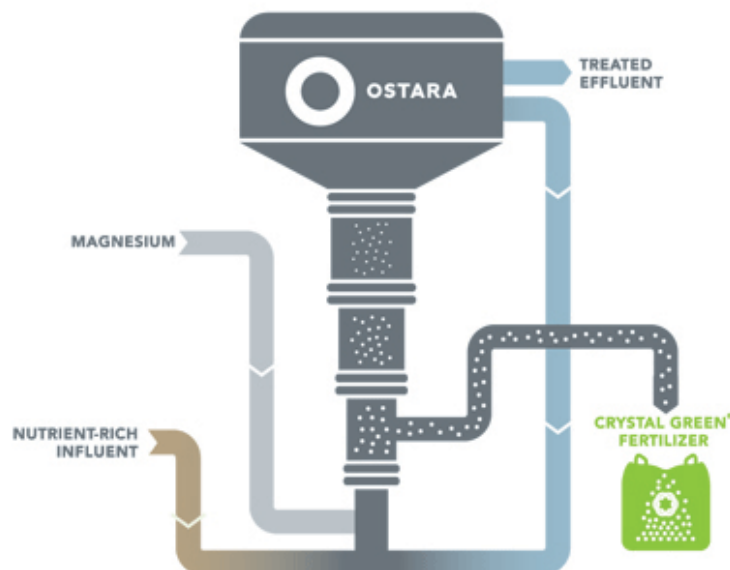 OSTARA
TREATED
EFFLUENT
MAGNESIUM
NUTRIENT-RICH
INFLUENT
CRYSTAL GREEN®
FERTILIZER